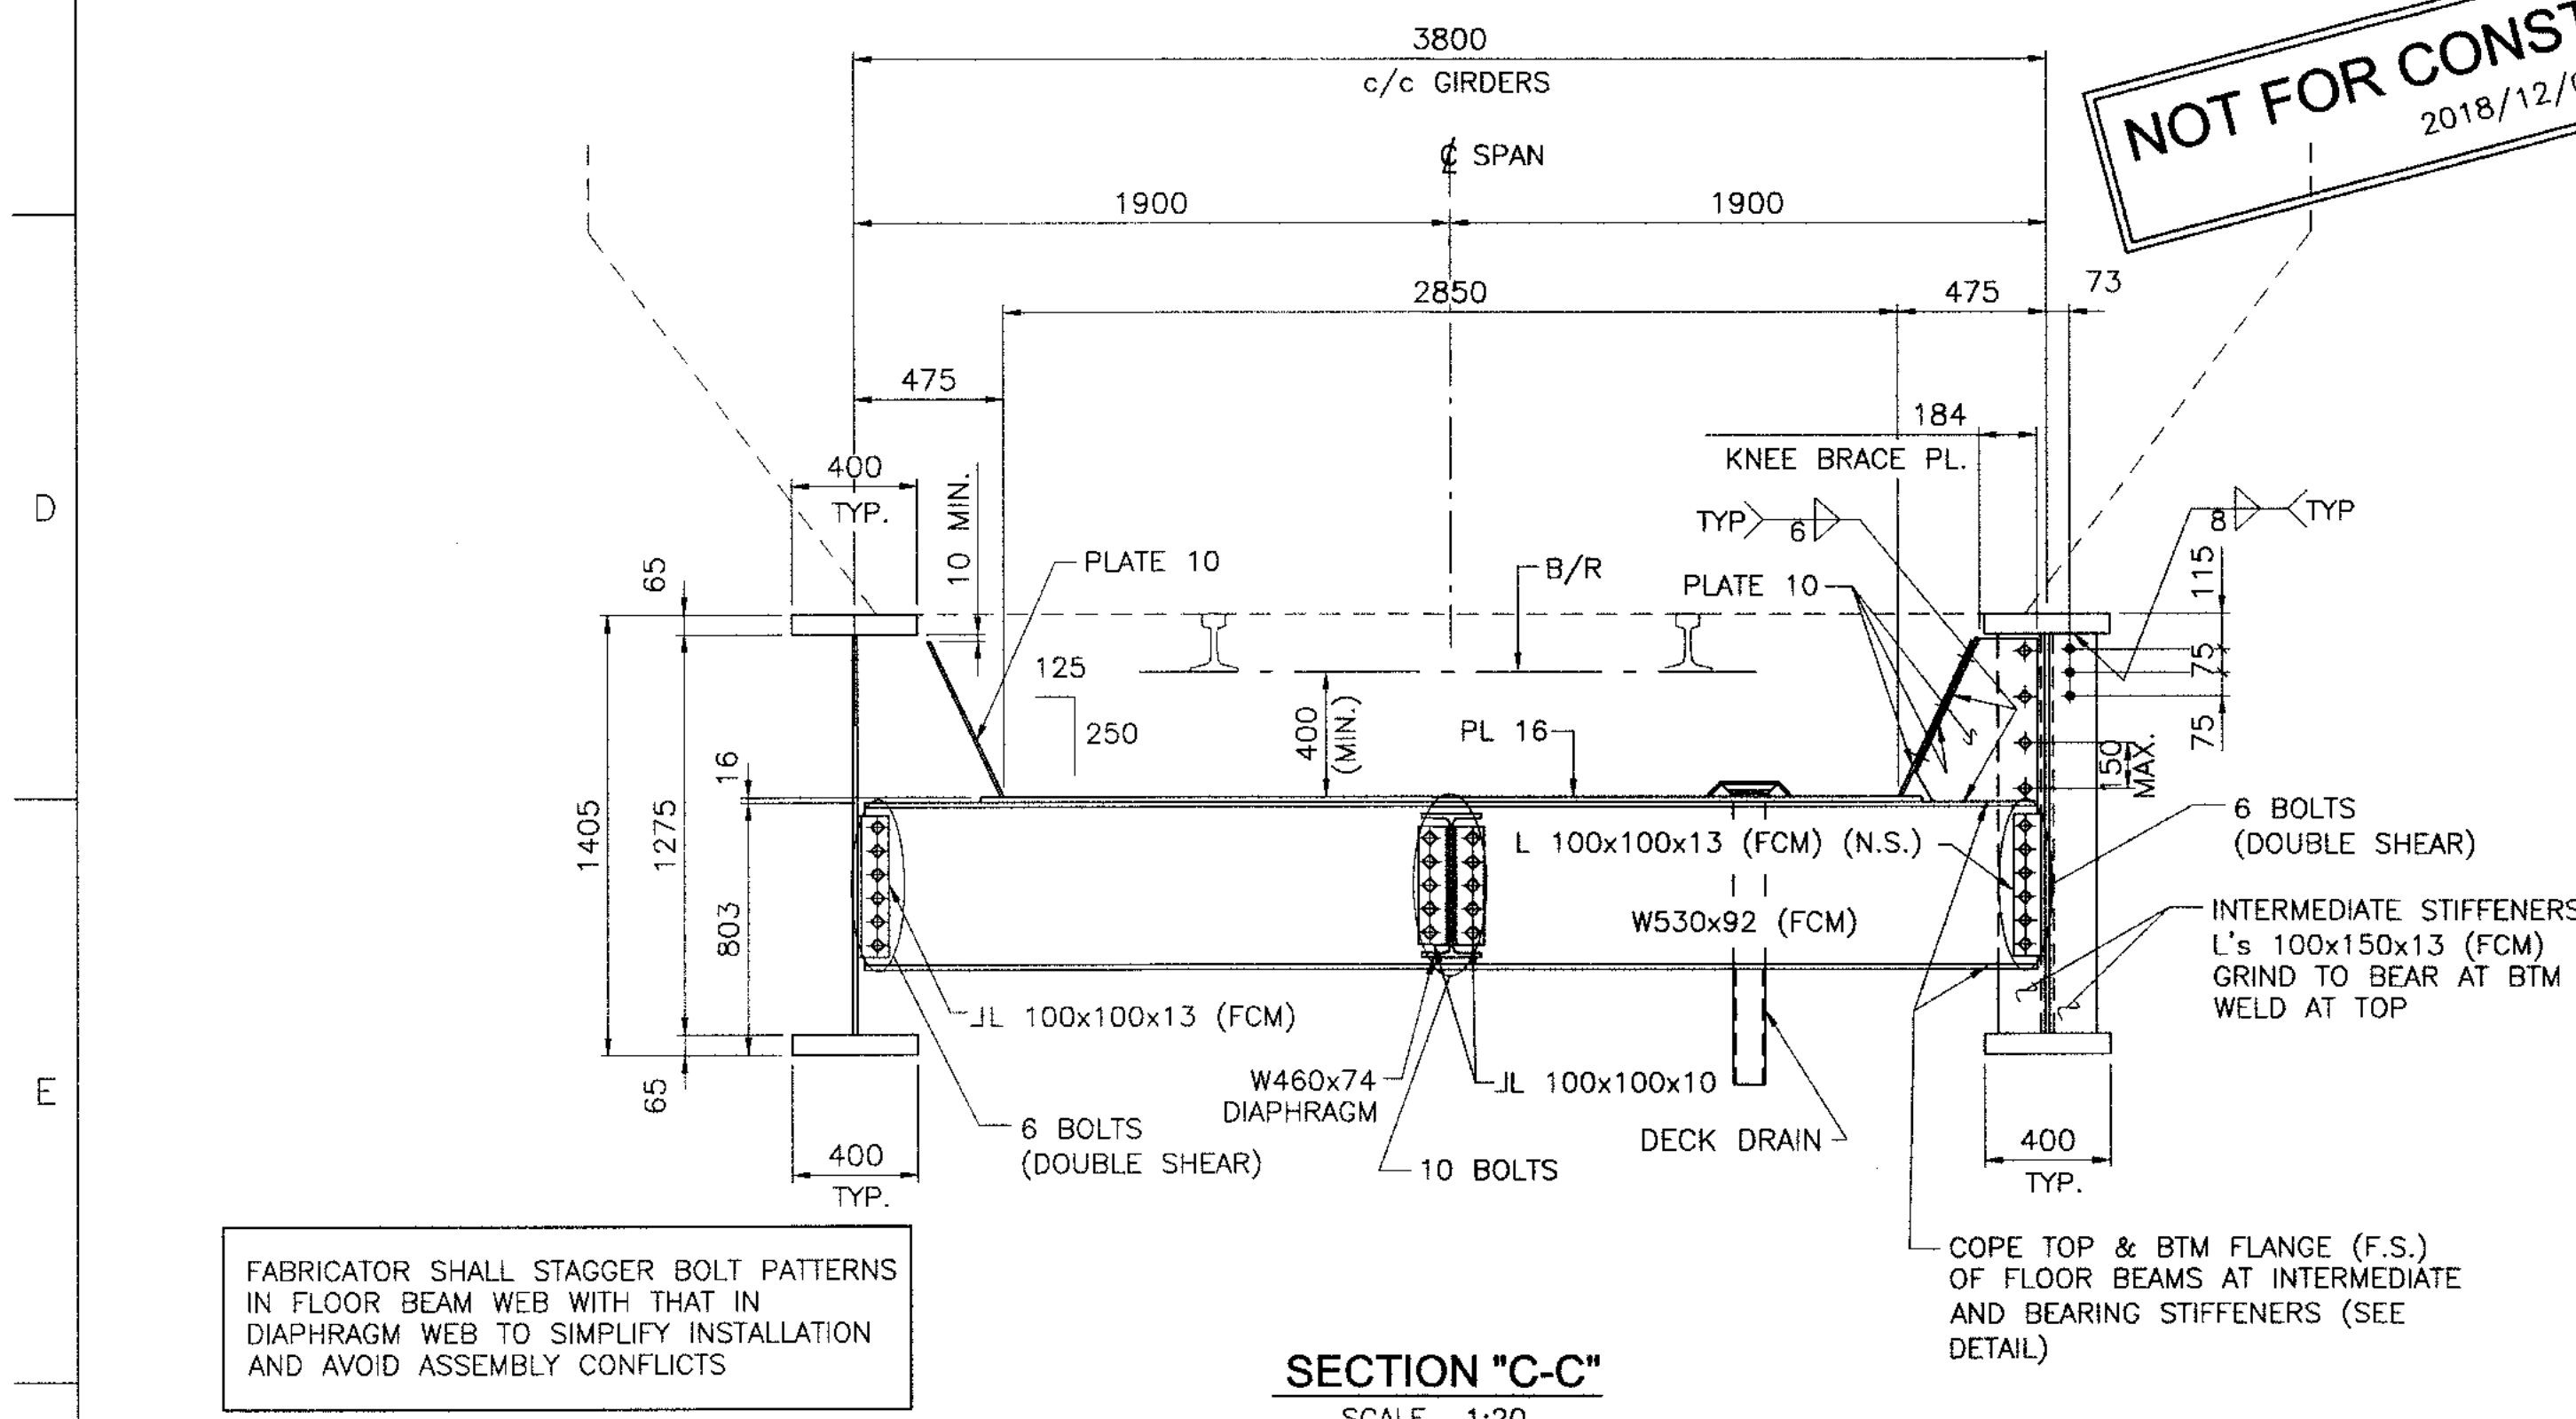 3800
c/c GIRDERS
NOT FOR
2018/12/
℄ SPAN
1900
1900
2850
475
73
475
184
KNEE BRACE PL.
400
TYP.
10 MIN.
TYP
6
8
TYP
D
PLATE 10
B/R
PLATE 10
65
115
125
250
400
(MIN.)
PL 16
75
75
150
MAX.
16
1405
1275
803
L 100x100x13 (FCM) (N.S.)
6 BOLTS
(DOUBLE SHEAR)
W530x92 (FCM)
INTERMEDIATE STIFFENERS
L's 100x150x13 (FCM)
GRIND TO BEAR AT BTM
WELD AT TOP
JL 100x100x13 (FCM)
E
65
W460x74
DIAPHRAGM
JL 100x100x10
6 BOLTS
(DOUBLE SHEAR)
10 BOLTS
DECK DRAIN
400
TYP.
400
TYP.
COPE TOP & BTM FLANGE (F.S.)
OF FLOOR BEAMS AT INTERMEDIATE
AND BEARING STIFFENERS (SEE
DETAIL)
FABRICATOR SHALL STAGGER BOLT PATTERNS
IN FLOOR BEAM WEB WITH THAT IN
DIAPHRAGM WEB TO SIMPLIFY INSTALLATION
AND AVOID ASSEMBLY CONFLICTS
SECTION "C-C"
SCALE 1:20